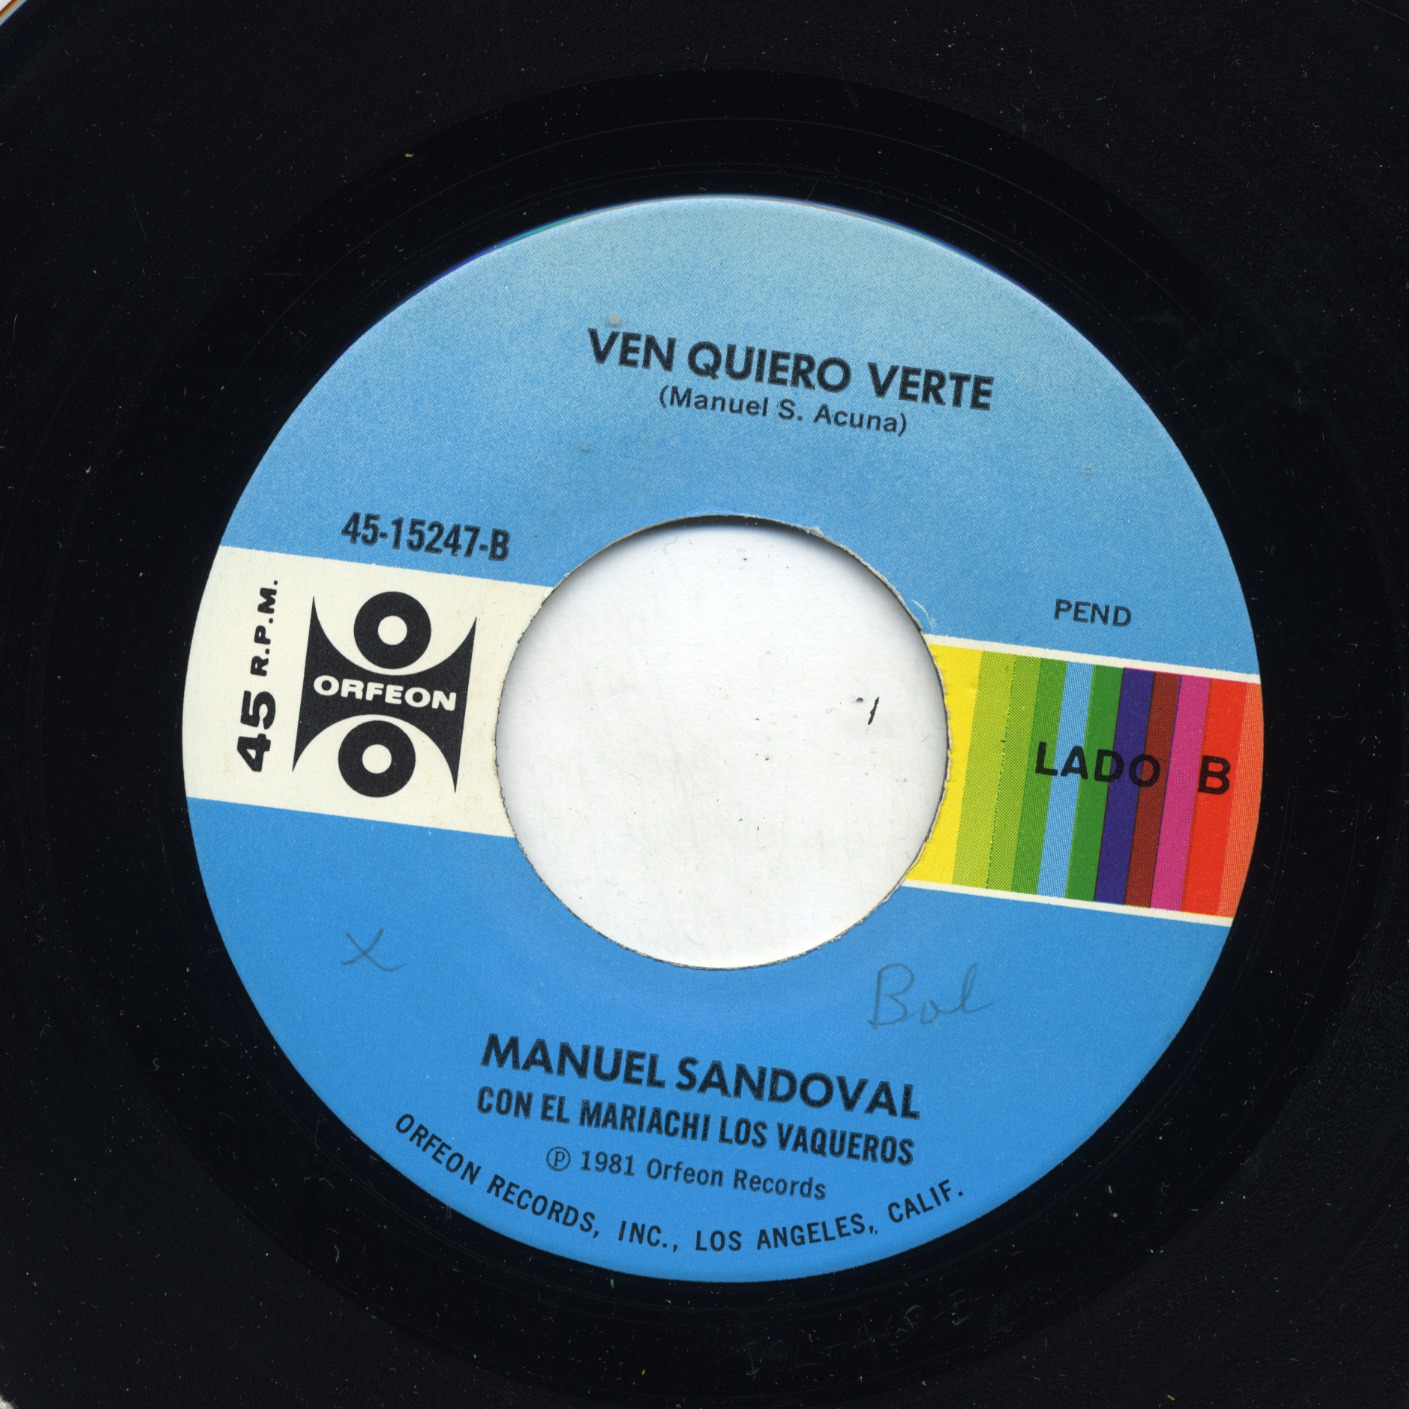 VEN QUIERO VERTE
(Manuel S. Acuna)
45-15247-B
PEND
45 R.P.M.
ORFEON
LADO B
x
Bol
MANUEL SANDOVAL
CON EL MARIACHI LOS VAQUEROS
℗ 1981 Orfeon Records
ORFEON RECORDS, INC., LOS ANGELES, CALIF.